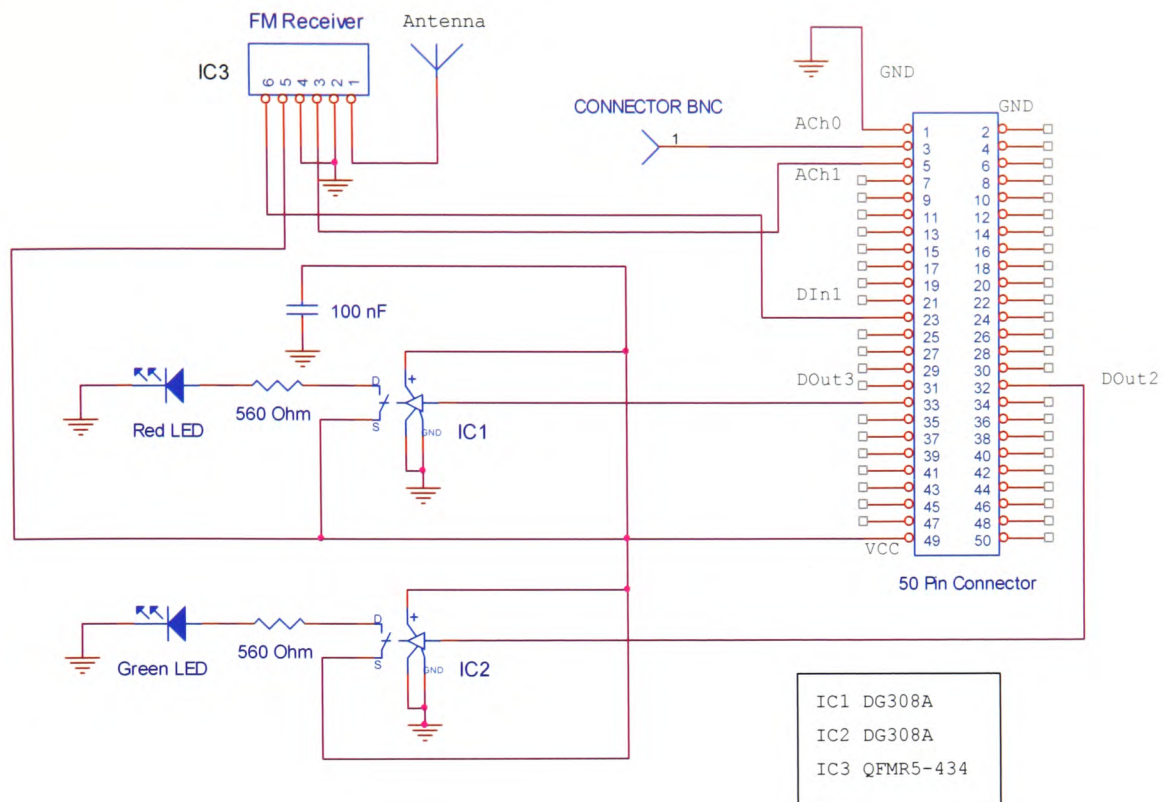 FM Receiver
Antenna
IC3
6 5 4 3 2 1
GND
CONNECTOR BNC
1
ACh0
GND
ACh1
1 2
3 4
5 6
7 8
9 10
11 12
13 14
15 16
17 18
19 20
DIn1
21 22
23 24
25 26
27 28
29 30
DOut3
31 32
DOut2
33 34
35 36
37 38
39 40
41 42
43 44
45 46
47 48
VCC
49 50
50 Pin Connector
100 nF
D
+
560 Ohm
S
GND
IC1
Red LED
D
+
560 Ohm
S
GND
IC2
Green LED
IC1 DG308A
IC2 DG308A
IC3 QFMR5-434